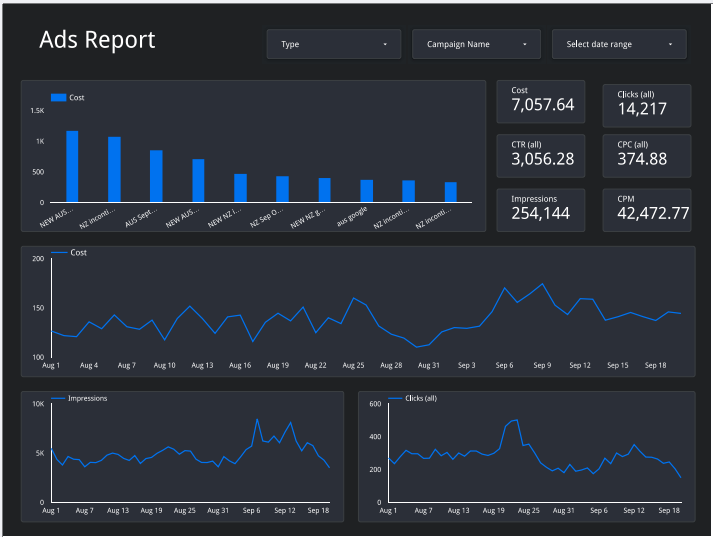 Ads Report
Type
Campaign Name
Select date range
Cost
1.5K
1K
500
0
NEW AUS...
NZ inconti...
AUS Sept...
NEW AUS...
NEW NZ i...
NZ Sep O...
NEW NZ g...
aus google
NZ inconti...
NZ inconti...
Cost
7,057.64
Clicks (all)
14,217
CTR (all)
3,056.28
CPC (all)
374.88
Impressions
254,144
CPM
42,472.77
Cost
200
150
100
Aug 1 Aug 4 Aug 7 Aug 10 Aug 13 Aug 16 Aug 19 Aug 22 Aug 25 Aug 28 Aug 31 Sep 3 Sep 6 Sep 9 Sep 12 Sep 15 Sep 18
Impressions
10K
5K
0
Aug 1 Aug 7 Aug 13 Aug 19 Aug 25 Aug 31 Sep 6 Sep 12 Sep 18
Clicks (all)
600
400
200
0
Aug 1 Aug 7 Aug 13 Aug 19 Aug 25 Aug 31 Sep 6 Sep 12 Sep 18